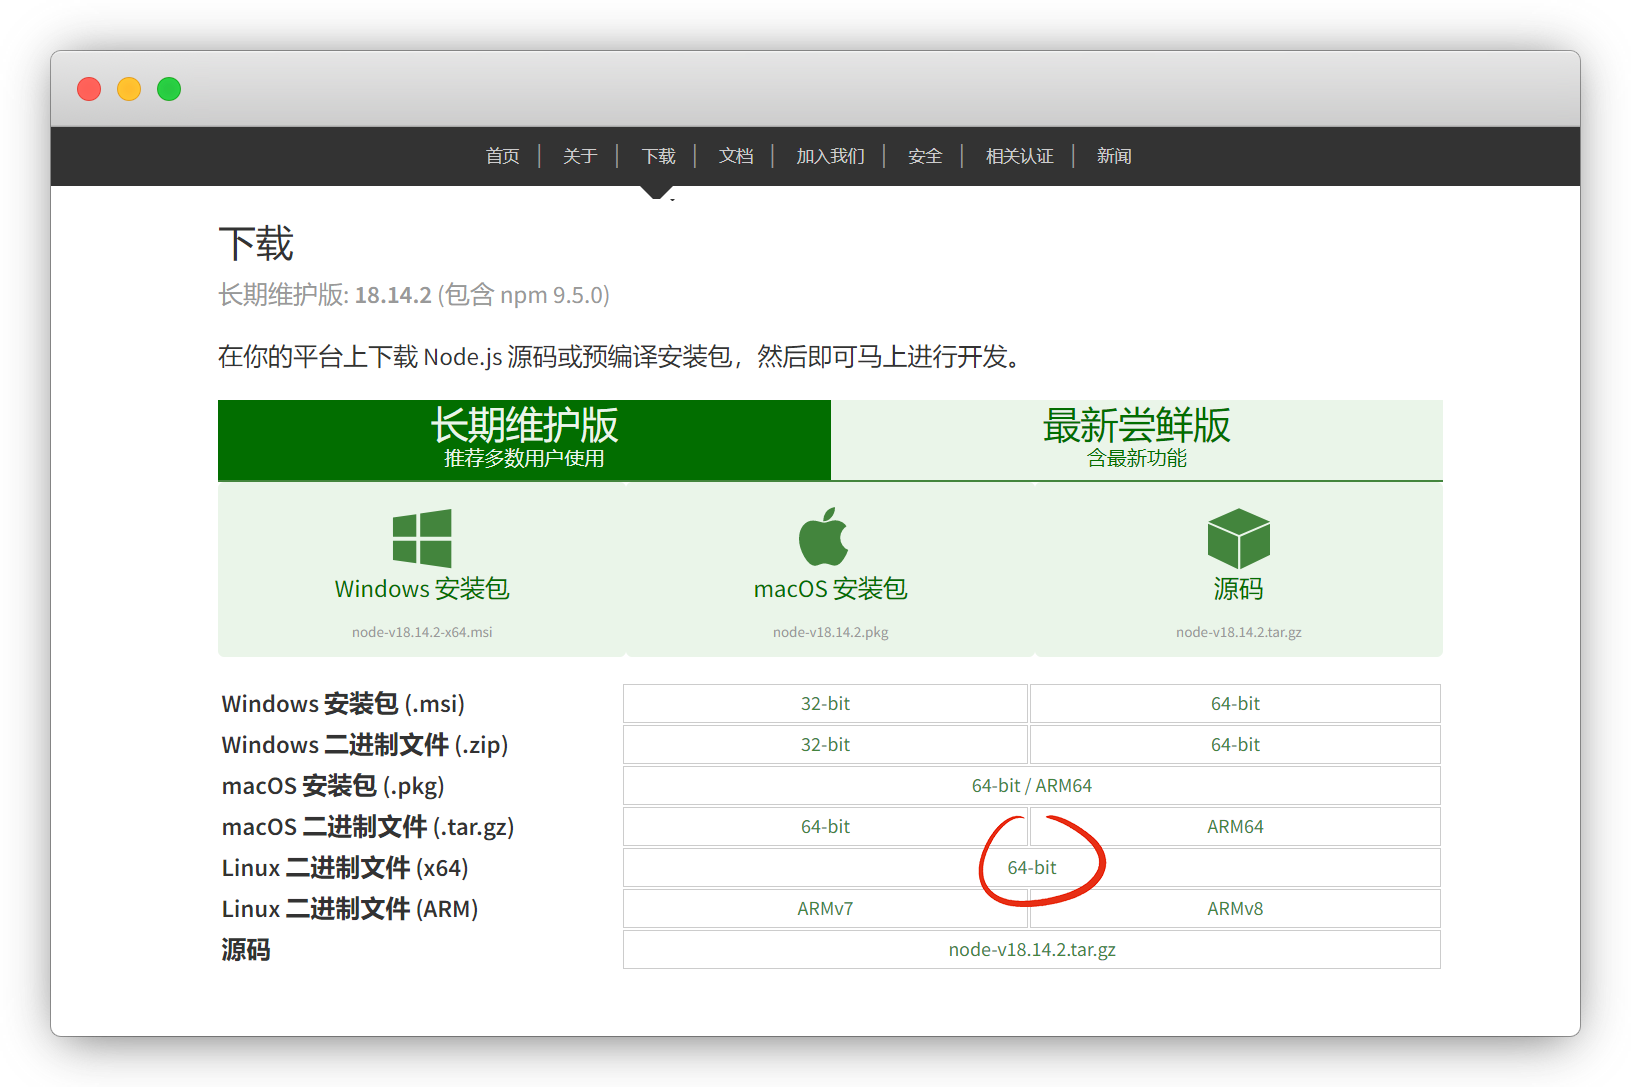 首页 | 关于 | 下载 | 文档 | 加入我们 | 安全 | 相关认证 | 新闻
下载
长期维护版: 18.14.2 (包含 npm 9.5.0)
在你的平台上下载 Node.js 源码或预编译安装包，然后即可马上进行开发。
长期维护版
推荐多数用户使用
最新尝鲜版
含最新功能
Windows 安装包
node-v18.14.2-x64.msi
macOS 安装包
node-v18.14.2.pkg
源码
node-v18.14.2.tar.gz
Windows 安装包 (.msi) 32-bit 64-bit
Windows 二进制文件 (.zip) 32-bit 64-bit
macOS 安装包 (.pkg) 64-bit / ARM64
macOS 二进制文件 (.tar.gz) 64-bit ARM64
Linux 二进制文件 (x64) 64-bit
Linux 二进制文件 (ARM) ARMv7 ARMv8
源码 node-v18.14.2.tar.gz